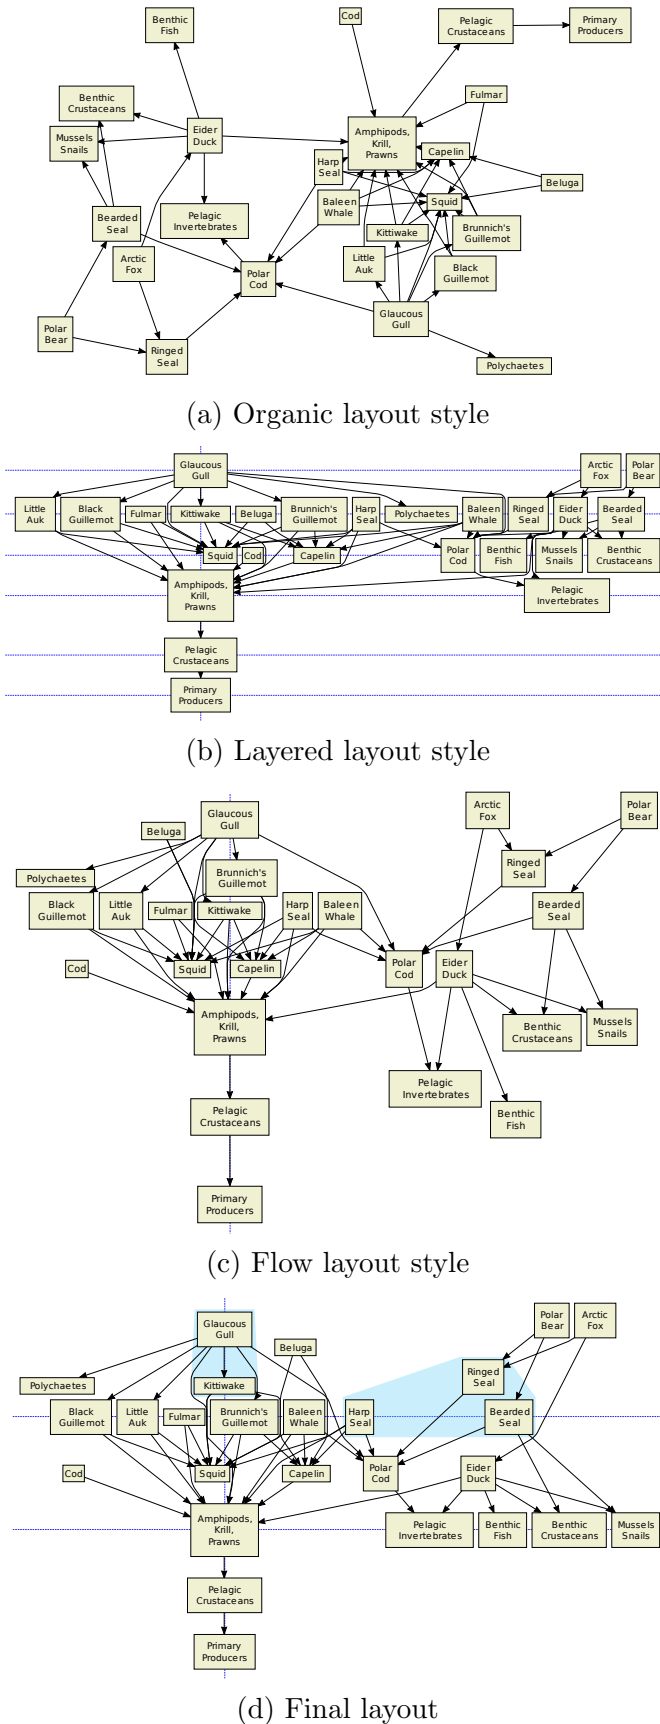 Benthic
Fish
Cod
Pelagic
Crustaceans
Primary
Producers
Benthic
Crustaceans
Fulmar
Mussels
Snails
Eider
Duck
Amphipods,
Krill,
Prawns
Capelin
Harp
Seal
Beluga
Bearded
Seal
Pelagic
Invertebrates
Baleen
Whale
Squid
Kittiwake
Brunnich's
Guillemot
Arctic
Fox
Polar
Cod
Little
Auk
Black
Guillemot
Polar
Bear
Ringed
Seal
Glaucous
Gull
Polychaetes
(a) Organic layout style
Glaucous
Gull
Arctic
Fox
Polar
Bear
Little
Auk
Black
Guillemot
Fulmar
Kittiwake
Beluga
Brunnich's
Guillemot
Harp
Seal
Polychaetes
Baleen
Whale
Ringed
Seal
Eider
Duck
Bearded
Seal
Squid
Cod
Capelin
Polar
Cod
Benthic
Fish
Mussels
Snails
Benthic
Crustaceans
Amphipods,
Krill,
Prawns
Pelagic
Invertebrates
Pelagic
Crustaceans
Primary
Producers
(b) Layered layout style
Glaucous
Gull
Beluga
Arctic
Fox
Polar
Bear
Polychaetes
Brunnich's
Guillemot
Ringed
Seal
Black
Guillemot
Little
Auk
Fulmar
Kittiwake
Harp
Seal
Baleen
Whale
Bearded
Seal
Cod
Squid
Capelin
Polar
Cod
Eider
Duck
Amphipods,
Krill,
Prawns
Benthic
Crustaceans
Mussels
Snails
Pelagic
Invertebrates
Pelagic
Crustaceans
Benthic
Fish
Primary
Producers
(c) Flow layout style
Glaucous
Gull
Beluga
Polar
Bear
Arctic
Fox
Polychaetes
Kittiwake
Ringed
Seal
Black
Guillemot
Little
Auk
Fulmar
Brunnich's
Guillemot
Baleen
Whale
Harp
Seal
Bearded
Seal
Cod
Squid
Capelin
Polar
Cod
Eider
Duck
Amphipods,
Krill,
Prawns
Pelagic
Invertebrates
Benthic
Fish
Benthic
Crustaceans
Mussels
Snails
Pelagic
Crustaceans
Primary
Producers
(d) Final layout